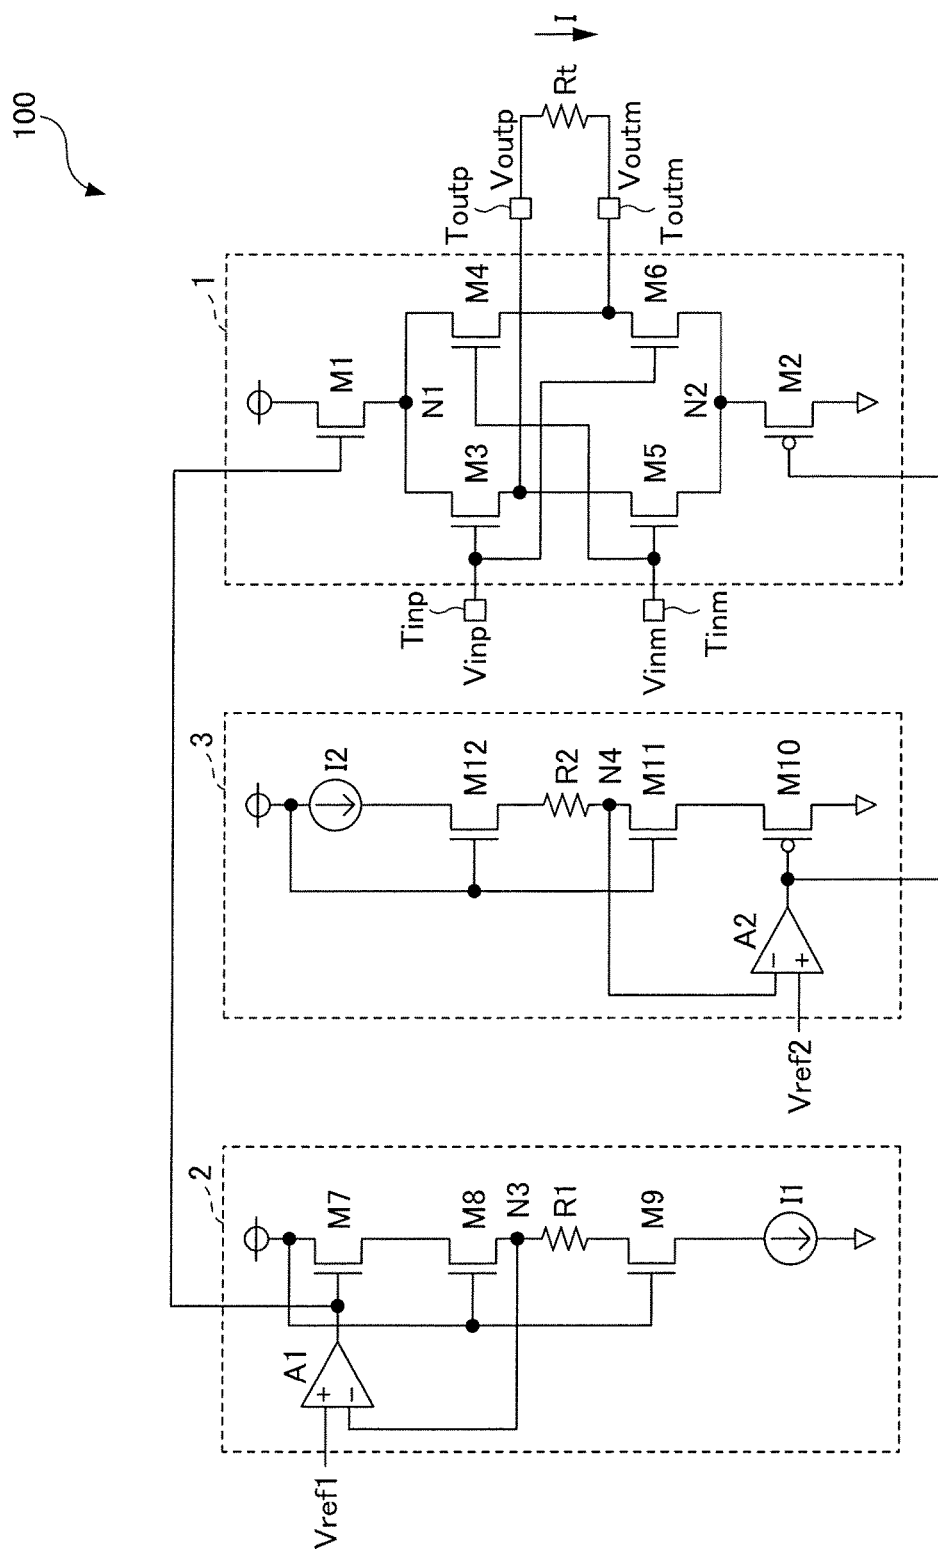 100
1
M1
N1
M3
M4
Toutp
Voutp
Rt
I
Tinp
Vinp
Vinm
Tinm
M5
M6
N2
M2
Toutm
Voutm
3
I2
M12
R2
N4
M11
M10
A2
−
+
Vref2
2
M7
M8
N3
R1
M9
I1
A1
+
−
Vref1